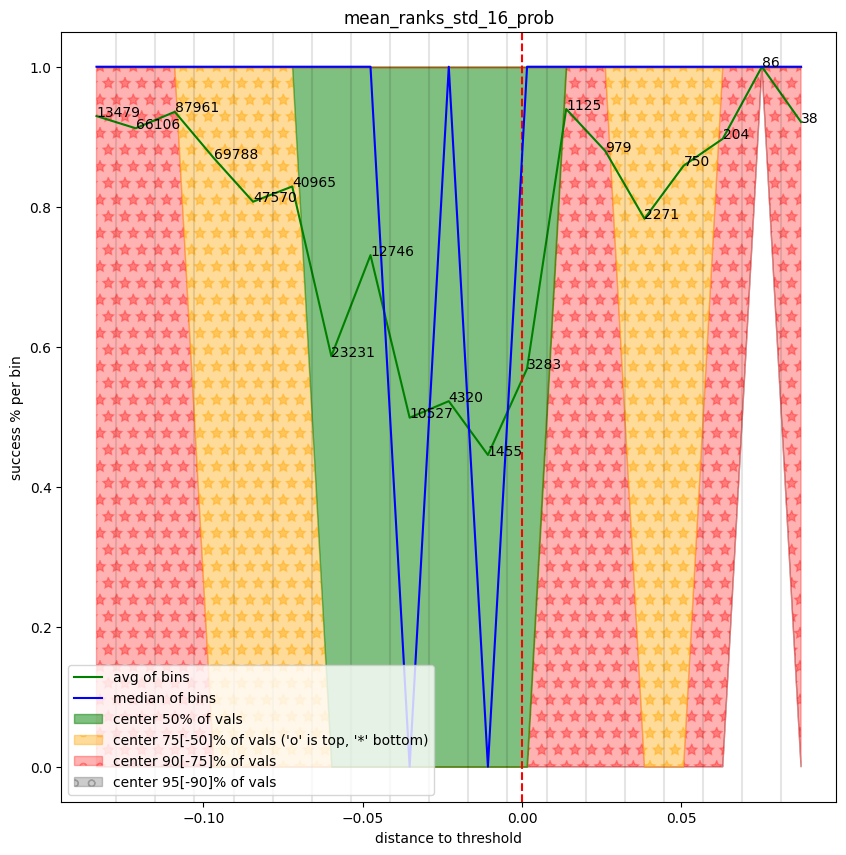 mean_ranks_std_16_prob
1.0
0.8
0.6
0.4
0.2
0.0
success % per bin
13479
66106
87961
69788
47570
40965
23231
12746
10527
4320
1455
3283
1125
979
2271
750
204
86
38
avg of bins
median of bins
center 50% of vals
center 75[-50]% of vals ('o' is top, '*' bottom)
center 90[-75]% of vals
center 95[-90]% of vals
−0.10 −0.05 0.00 0.05
distance to threshold